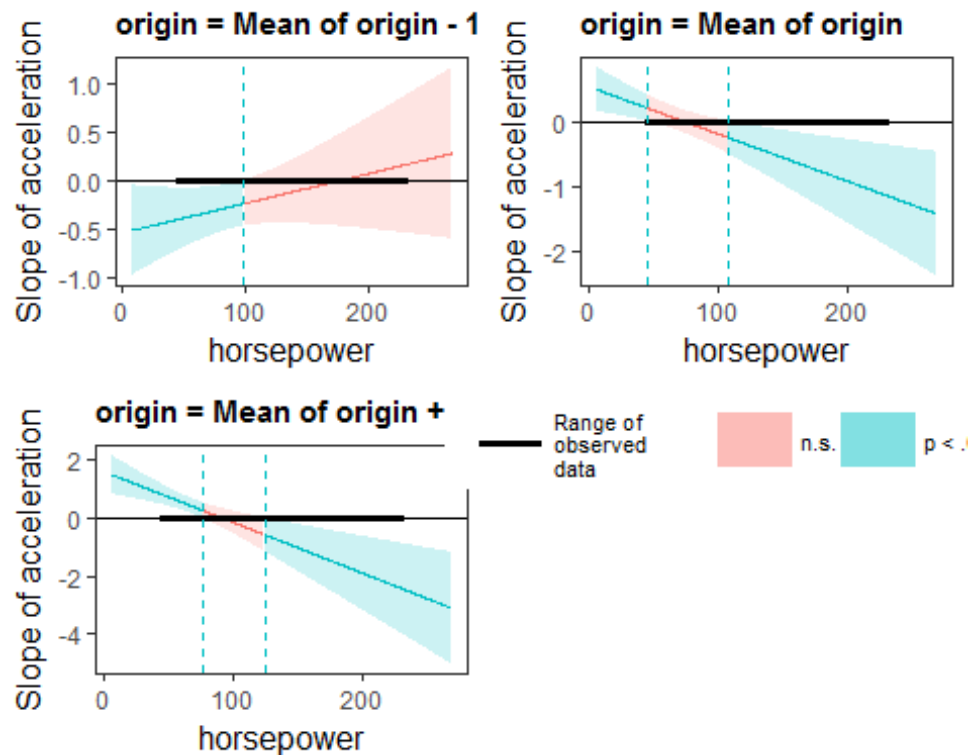 origin = Mean of origin - 1
Slope of acceleration
1.0
0.5
0.0
-0.5
-1.0
0 100 200
horsepower
origin = Mean of origin
Slope of acceleration
0
-1
-2
0 100 200
horsepower
origin = Mean of origin +
Slope of acceleration
2
0
-2
-4
0 100 200
horsepower
Range of
observed
data
n.s.
p < .